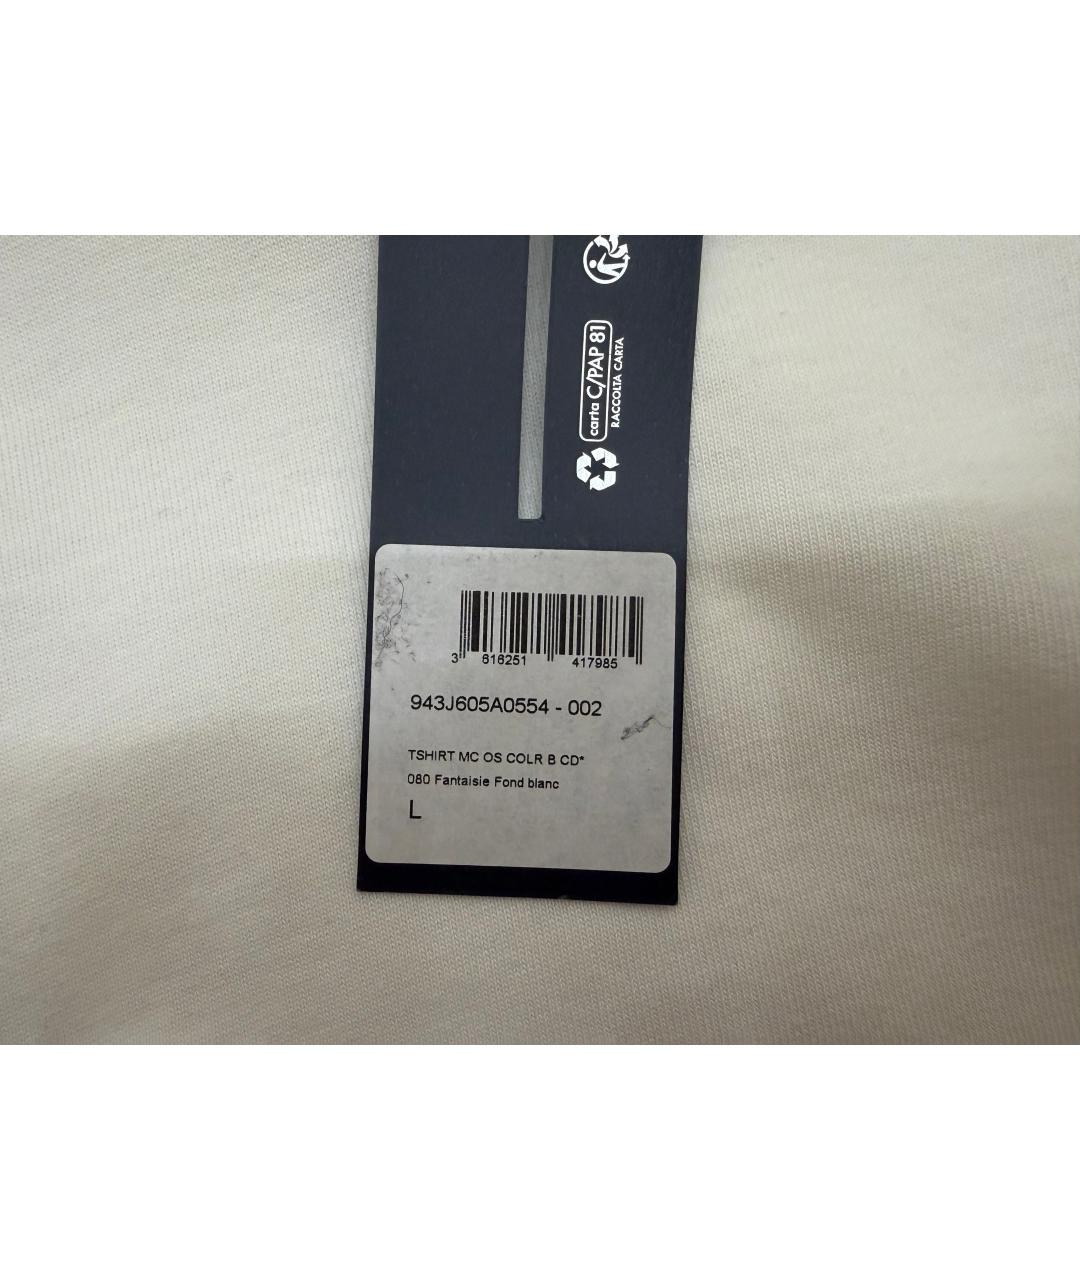 carta C/PAP 81
RACCOLTA CARTA
3 616251 417985
943J605A0554 - 002
TSHIRT MC OS COLR B CD*
080 Fantaisie Fond blanc
L